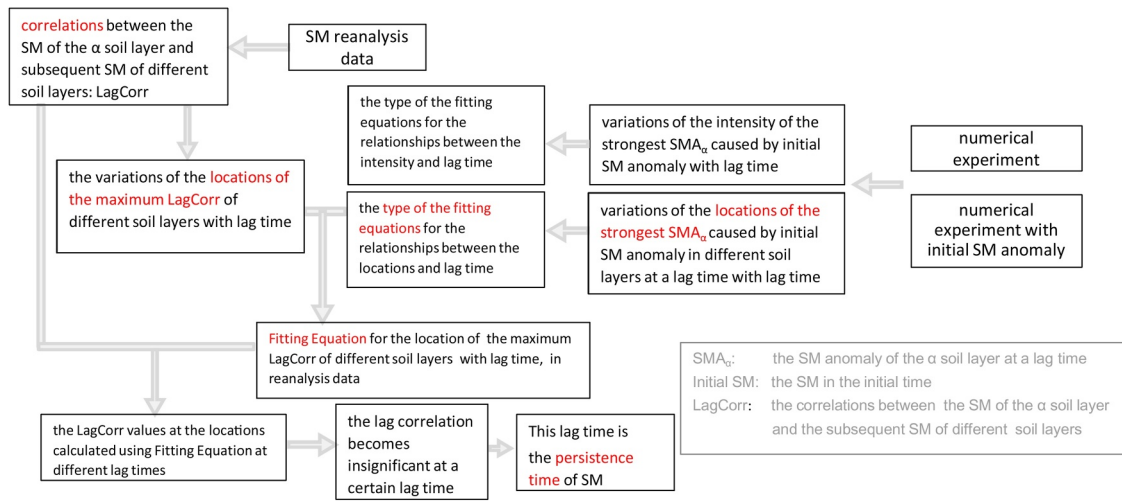 correlations between the
SM of the α soil layer and
subsequent SM of different
soil layers: LagCorr
SM reanalysis
data
the type of the fitting
equations for the
relationships between the
intensity and lag time
variations of the intensity of the
strongest SMAα caused by initial
SM anomaly with lag time
numerical
experiment
the variations of the locations of
the maximum LagCorr of
different soil layers with lag time
the type of the fitting
equations for the
relationships between the
locations and lag time
variations of the locations of the
strongest SMAα caused by initial
SM anomaly in different soil
layers at a lag time with lag time
numerical
experiment with
initial SM anomaly
Fitting Equation for the location of the maximum
LagCorr of different soil layers with lag time, in
reanalysis data
SMAα: the SM anomaly of the α soil layer at a lag time
Initial SM: the SM in the initial time
LagCorr: the correlations between the SM of the α soil layer
and the subsequent SM of different soil layers
the LagCorr values at the locations
calculated using Fitting Equation at
different lag times
the lag correlation
becomes
insignificant at a
certain lag time
This lag time is
the persistence
time of SM